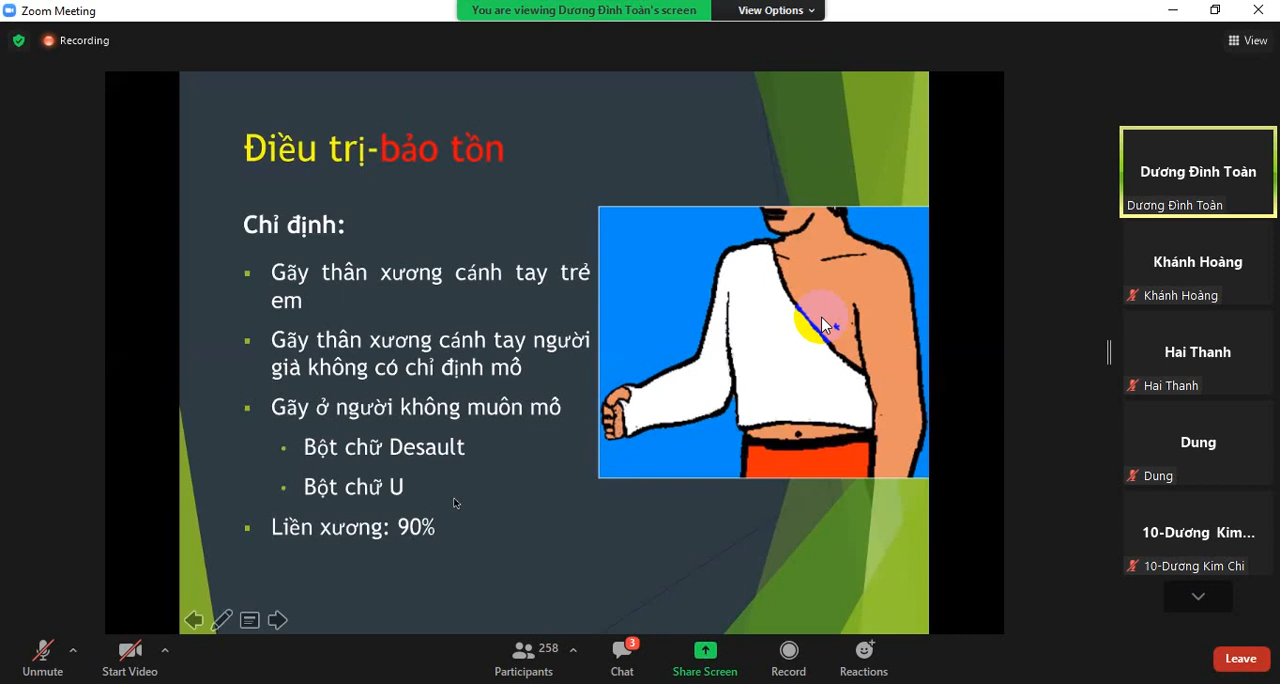 Zoom Meeting
You are viewing Dương Đình Toàn's screen
View Options
Recording
View
Điều trị-bảo tồn
Chỉ định:
Gãy thân xương cánh tay trẻ
em
Gãy thân xương cánh tay người
già không có chỉ định mổ
Gãy ở người không muôn mổ
Bột chữ Desault
Bột chữ U
Liền xương: 90%
Dương Đình Toàn
Dương Đình Toàn
Khánh Hoàng
Khánh Hoàng
Hai Thanh
Hai Thanh
Dung
Dung
10-Dương Kim...
10-Dương Kim Chi
Unmute
Start Video
258
Participants
3
Chat
Share Screen
Record
Reactions
Leave